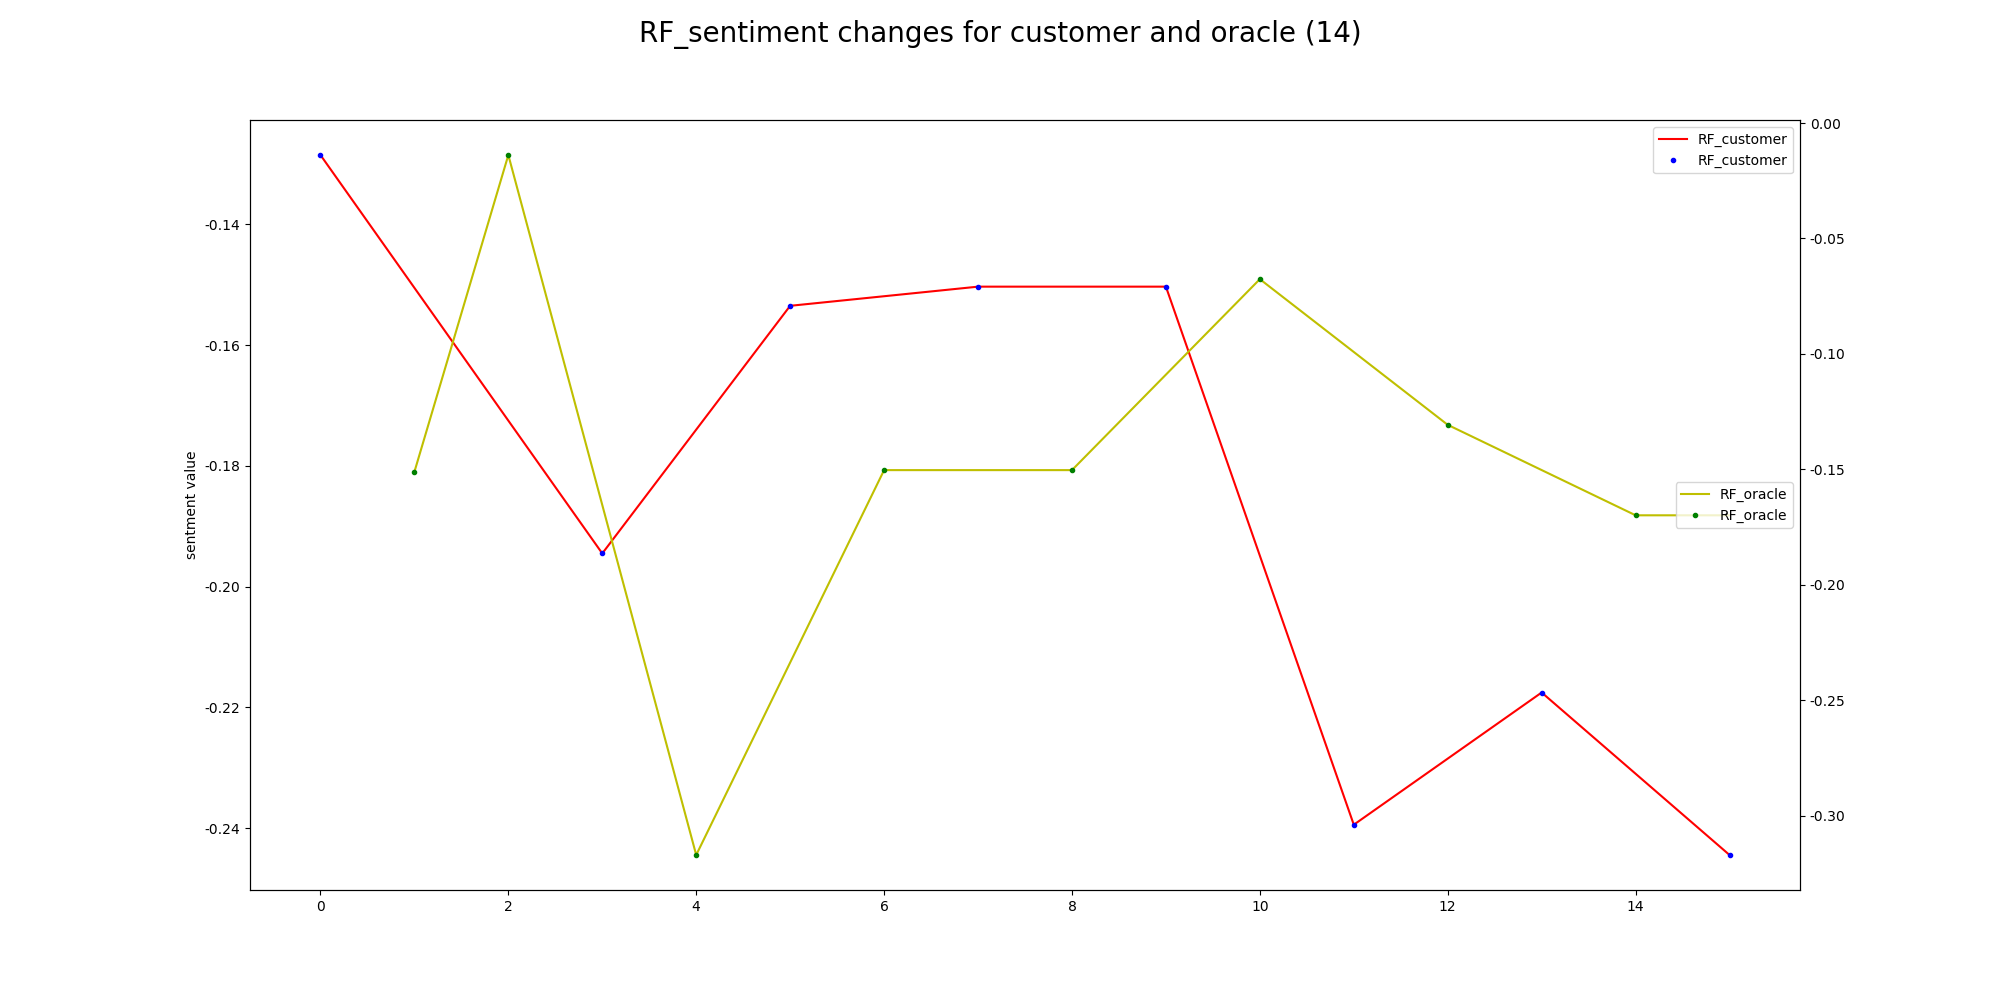 RF_sentiment changes for customer and oracle (14)
RF_customer
RF_customer
RF_oracle
RF_oracle
sentment value
-0.14
-0.16
-0.18
-0.20
-0.22
-0.24
0.00
-0.05
-0.10
-0.15
-0.20
-0.25
-0.30
0 2 4 6 8 10 12 14